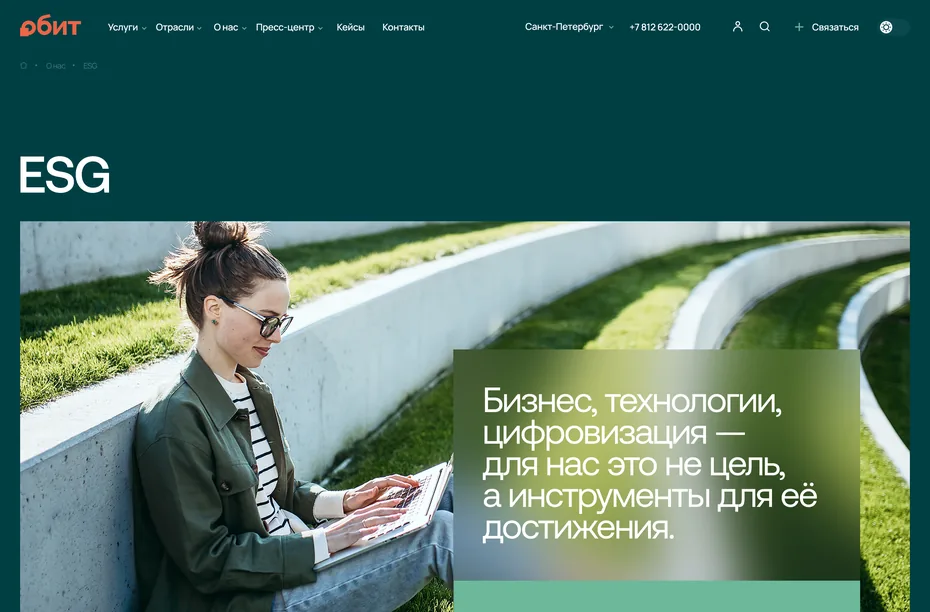 обит
Услуги Отрасли О нас Пресс-центр Кейсы Контакты Санкт-Петербург +7 812 622-0000 Связаться
О нас • ESG
ESG
Бизнес, технологии,
цифровизация —
для нас это не цель,
а инструменты для её
достижения.